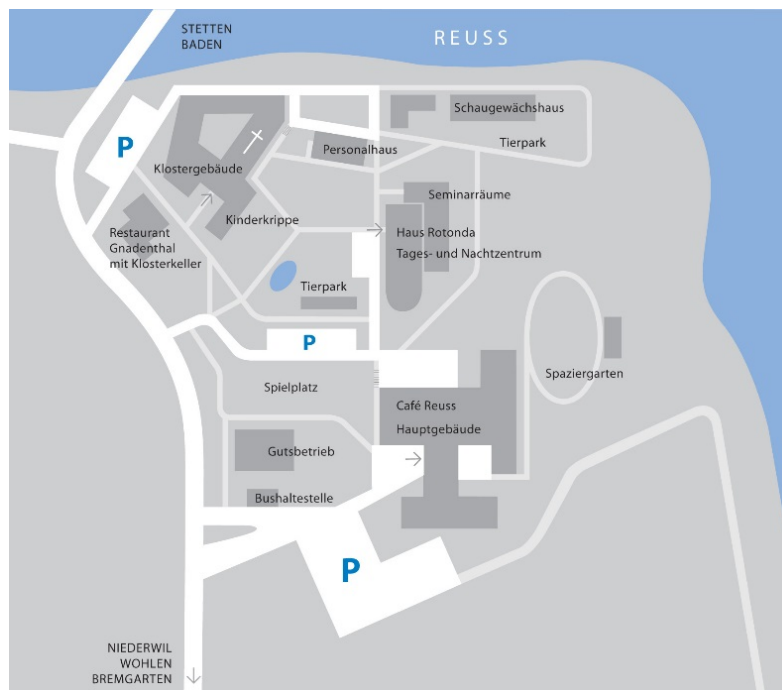 STETTEN
BADEN
REUSS
Schaugewächshaus
P
Personalhaus
Tierpark
Klostergebäude
Seminarräume
Kinderkrippe
Restaurant
Gnadenthal
mit Klosterkeller
Haus Rotonda
Tages- und Nachtzentrum
Tierpark
P
Spaziergarten
Spielplatz
Café Reuss
Hauptgebäude
Gutsbetrieb
Bushaltestelle
P
NIEDERWIL
WOHLEN
BREMGARTEN